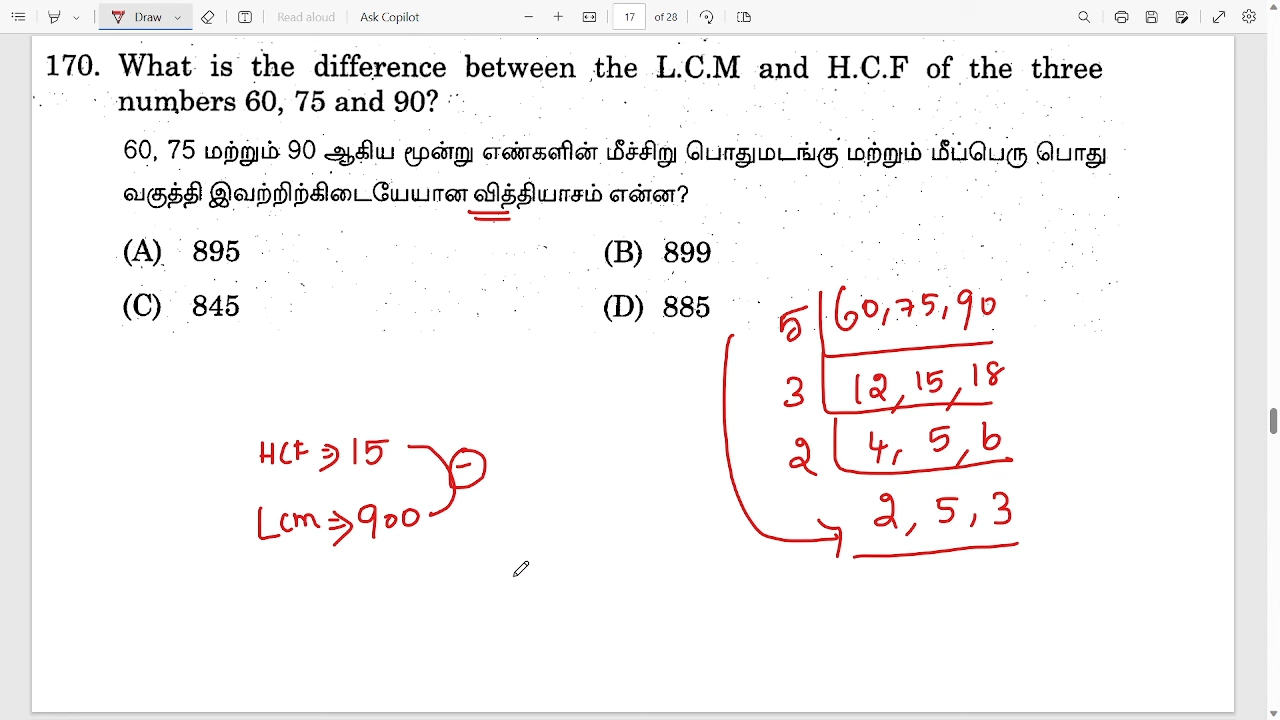 Draw Read aloud Ask Copilot 17 of 28
170. What is the difference between the L.C.M and H.C.F of the three
numbers 60, 75 and 90?
60, 75 மற்றும் 90 ஆகிய மூன்று எண்களின் மீச்சிறு பொதுமடங்கு மற்றும் மீப்பெரு பொது
வகுத்தி இவற்றிற்கிடையேயான வித்தியாசம் என்ன?
(A) 895 (B) 899
(C) 845 (D) 885
5 60, 75, 90
3 12, 15, 18
2 4, 5, 6
2, 5, 3
HCF ⇒ 15
-
Lcm ⇒ 900